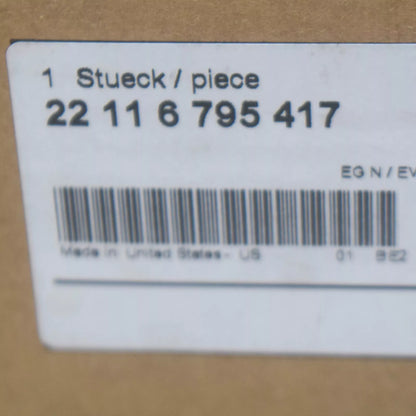 1 Stueck / piece
22 11 6 795 417
EG N / EV
Made in United States - US 01 BE2